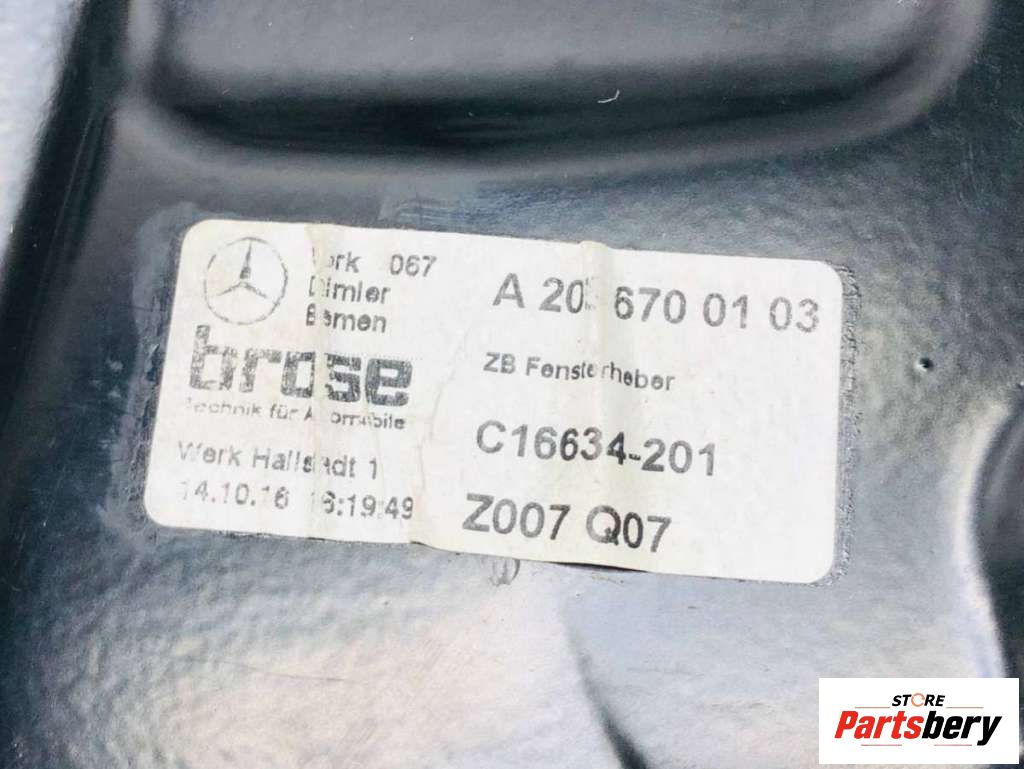 Werk 067
Daimler
Bremen
brose
Technik für Automobile
Werk Hallstadt 1
14.10.16 16:19:49
A 20 670 01 03
ZB Fensterheber
C16634-201
Z007 Q07
STORE
Partsbery